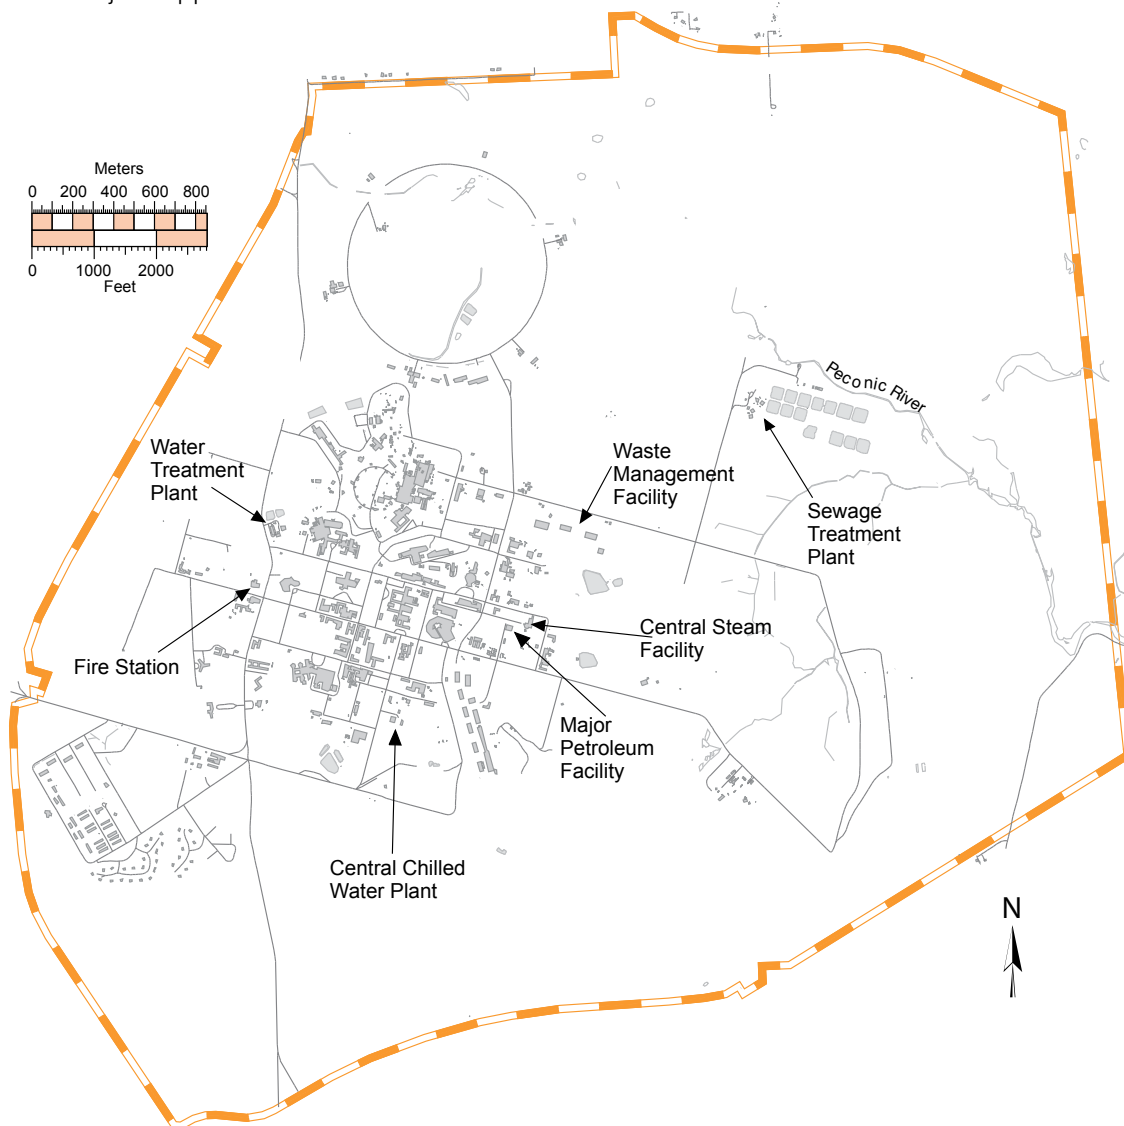 Meters
0 200 400 600 800
0 1000 2000
Feet
Peconic River
Water
Treatment
Plant
Waste
Management
Facility
Sewage
Treatment
Plant
Fire Station
Central Steam
Facility
Major
Petroleum
Facility
Central Chilled
Water Plant
N